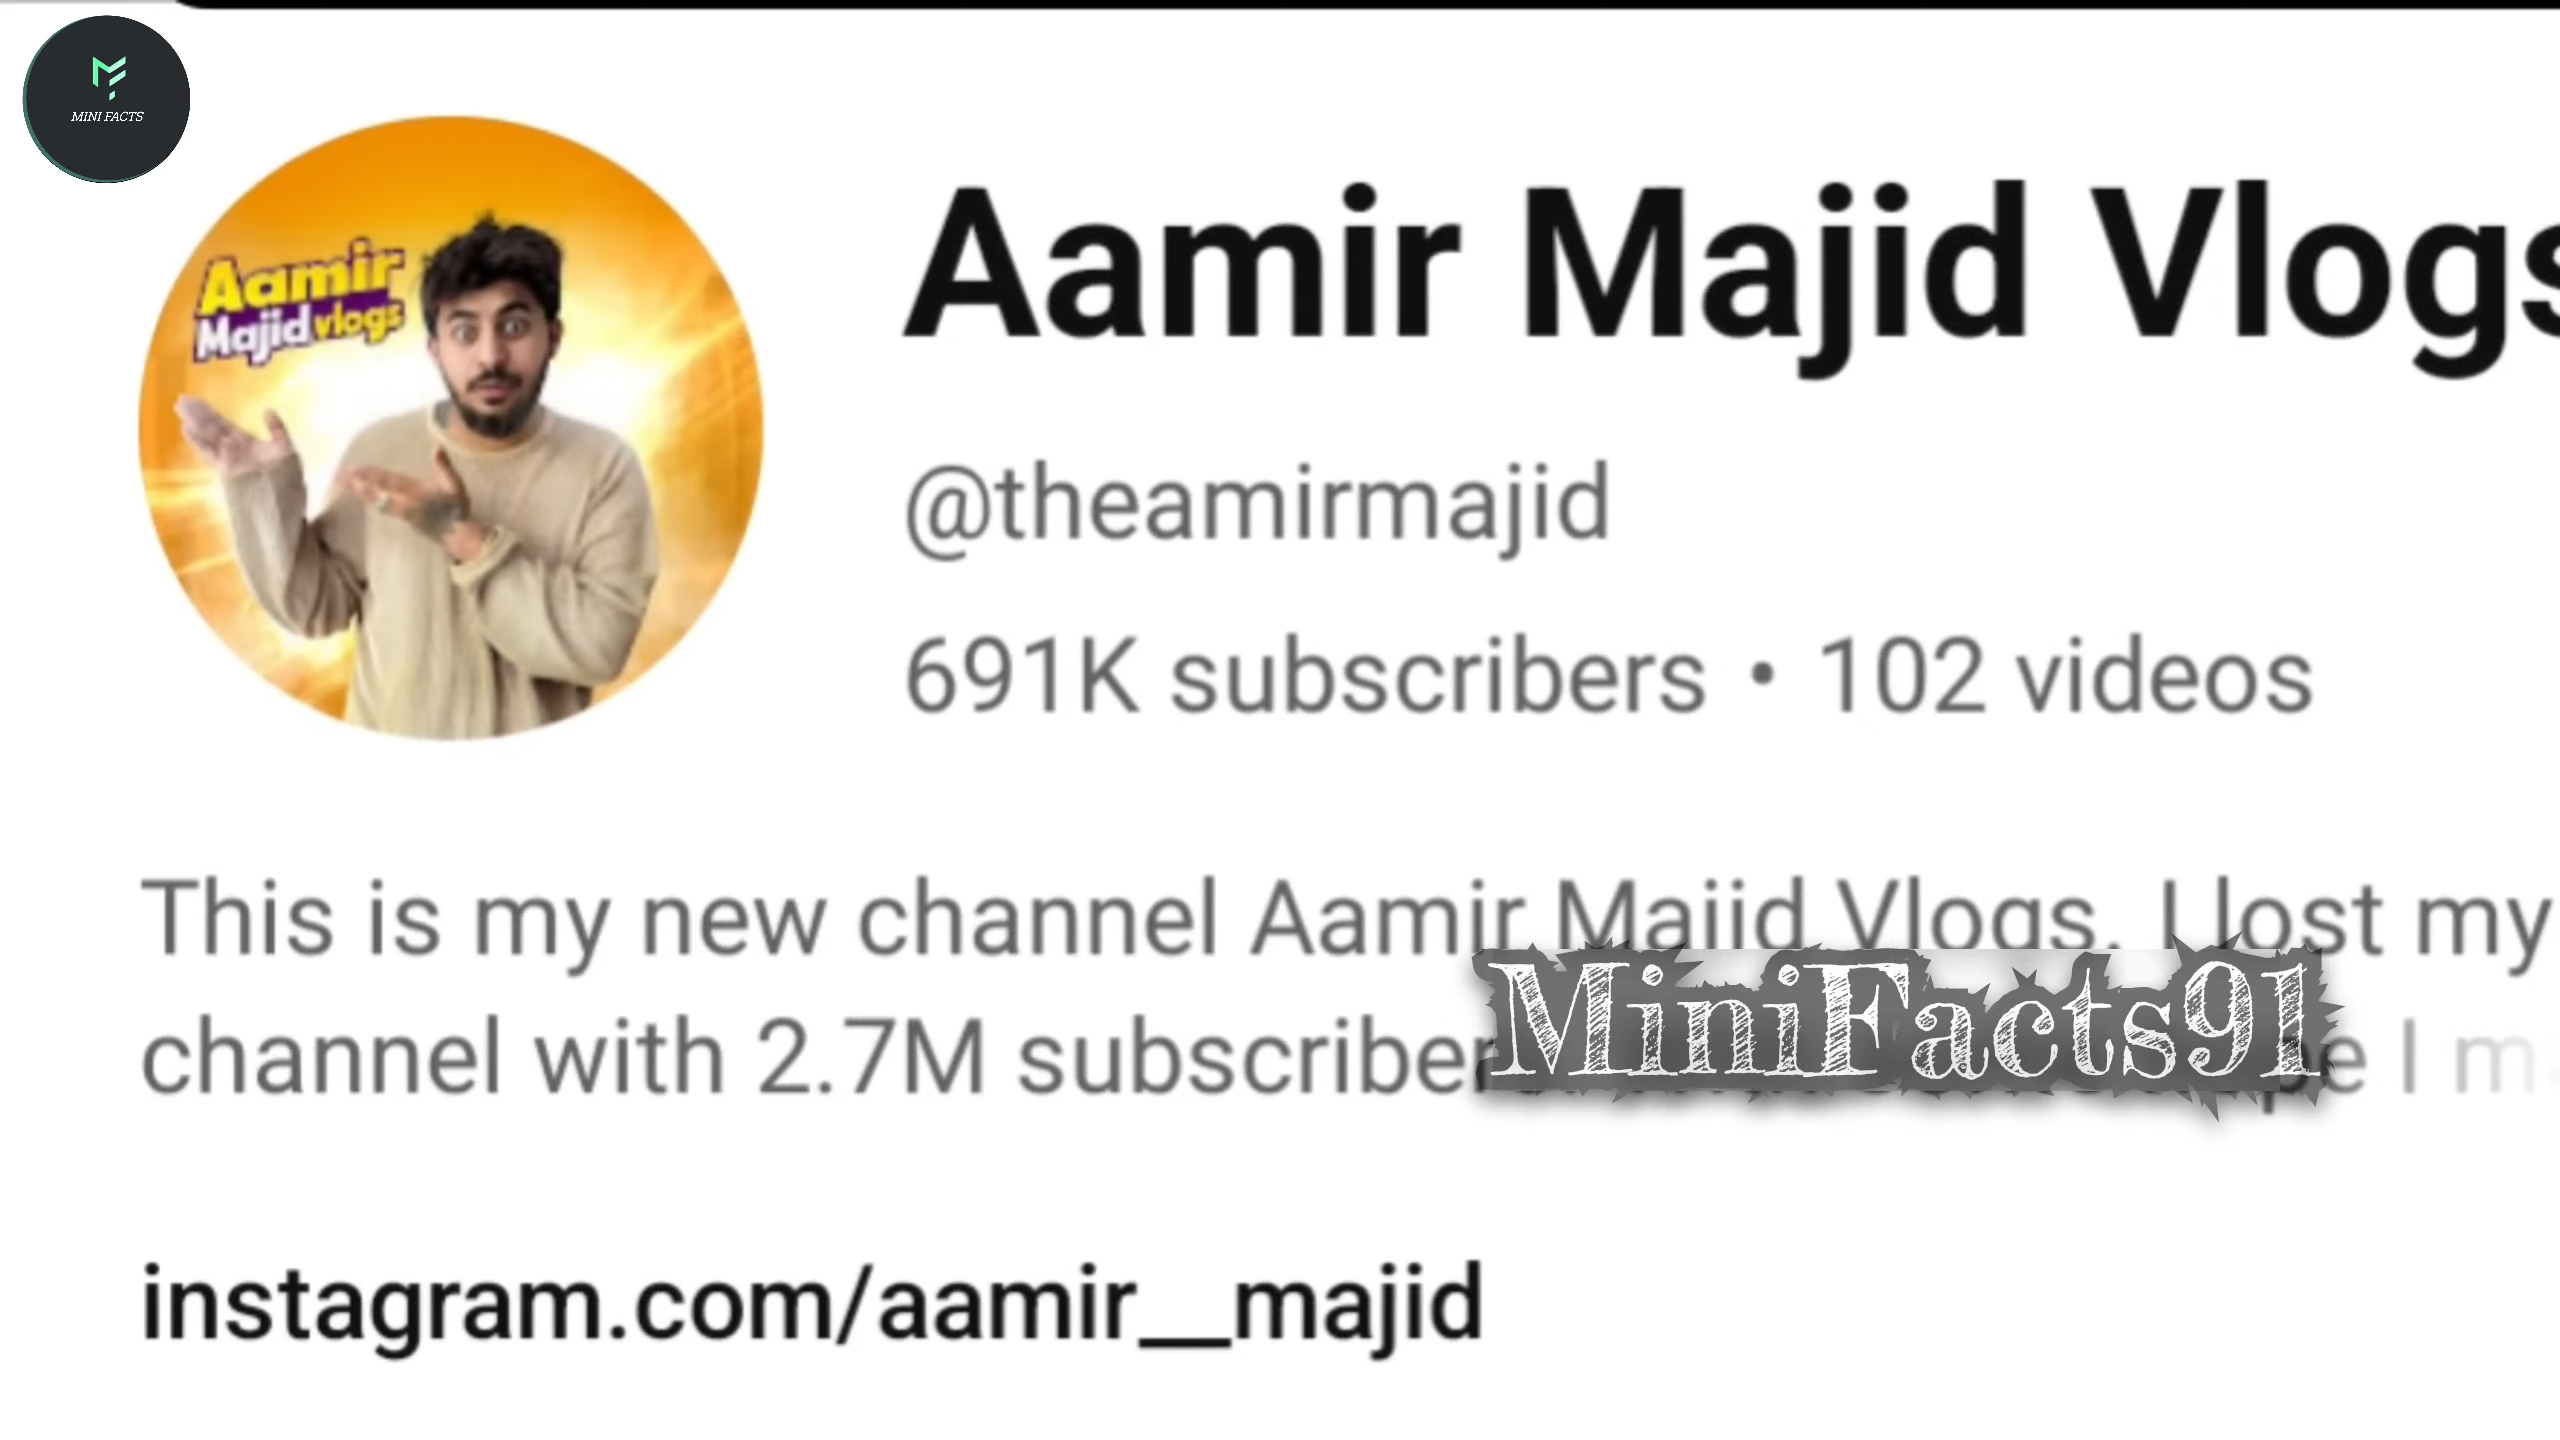 MINI FACTS
Aamir
Majid vlogs
Aamir Majid Vlogs
@theamirmajid
691K subscribers • 102 videos
This is my new channel Aamir Majid Vlogs. I lost my
channel with 2.7M subscriber
MiniFacts91
I
instagram.com/aamir__majid